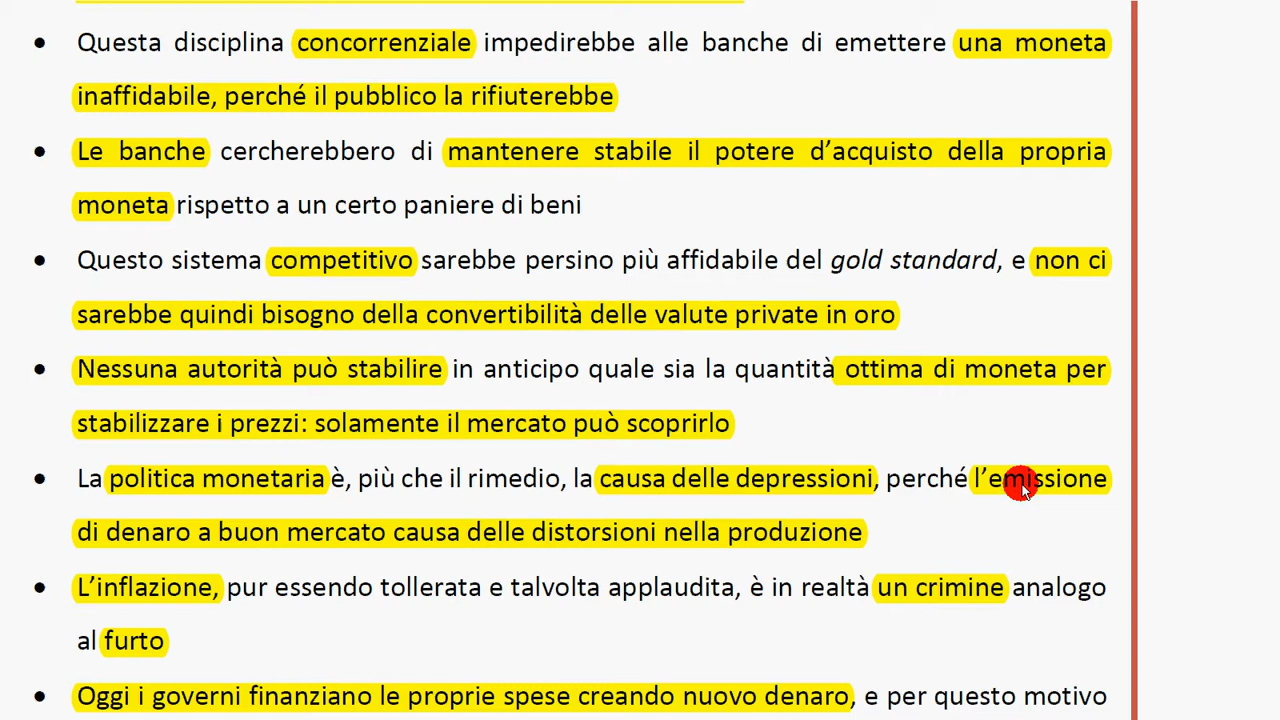 • Questa disciplina concorrenziale impedirebbe alle banche di emettere una moneta
inaffidabile, perché il pubblico la rifiuterebbe
• Le banche cercherebbero di mantenere stabile il potere d’acquisto della propria
moneta rispetto a un certo paniere di beni
• Questo sistema competitivo sarebbe persino più affidabile del gold standard, e non ci
sarebbe quindi bisogno della convertibilità delle valute private in oro
• Nessuna autorità può stabilire in anticipo quale sia la quantità ottima di moneta per
stabilizzare i prezzi: solamente il mercato può scoprirlo
• La politica monetaria è, più che il rimedio, la causa delle depressioni, perché l’emissione
di denaro a buon mercato causa delle distorsioni nella produzione
• L’inflazione, pur essendo tollerata e talvolta applaudita, è in realtà un crimine analogo
al furto
• Oggi i governi finanziano le proprie spese creando nuovo denaro, e per questo motivo